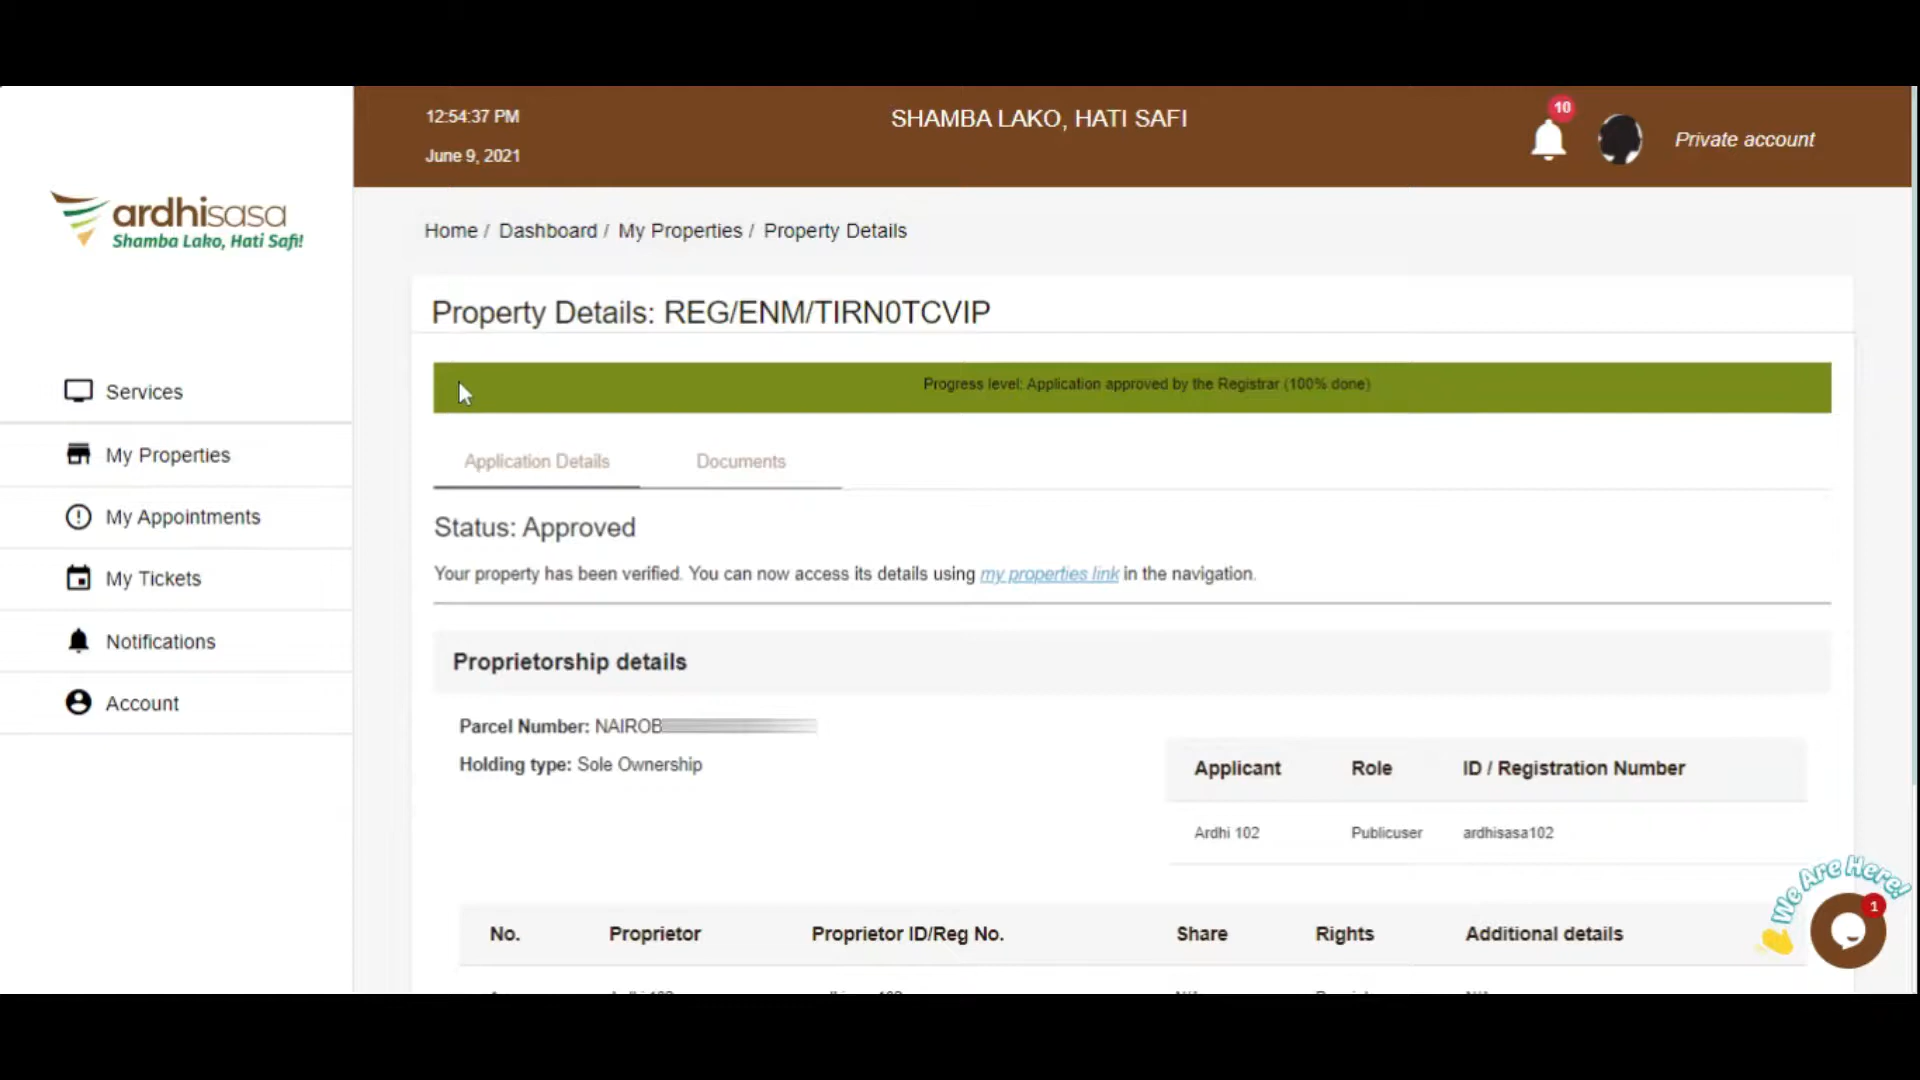 12:54:37 PM
SHAMBA LAKO, HATI SAFI
10
Private account
June 9, 2021
ardhisasa
Shamba Lako, Hati Safi!
Home / Dashboard / My Properties / Property Details
Property Details: REG/ENM/TIRN0TCVIP
Progress level: Application approved by the Registrar (100% done)
Services
My Properties
My Appointments
My Tickets
Notifications
Account
Application Details Documents
Status: Approved
Your property has been verified. You can now access its details using my properties link in the navigation.
Proprietorship details
Parcel Number: NAIROB
Holding type: Sole Ownership
Applicant Role ID / Registration Number
Ardhi 102 Publicuser ardhisasa102
We Are Here!
1
No. Proprietor Proprietor ID/Reg No. Share Rights Additional details